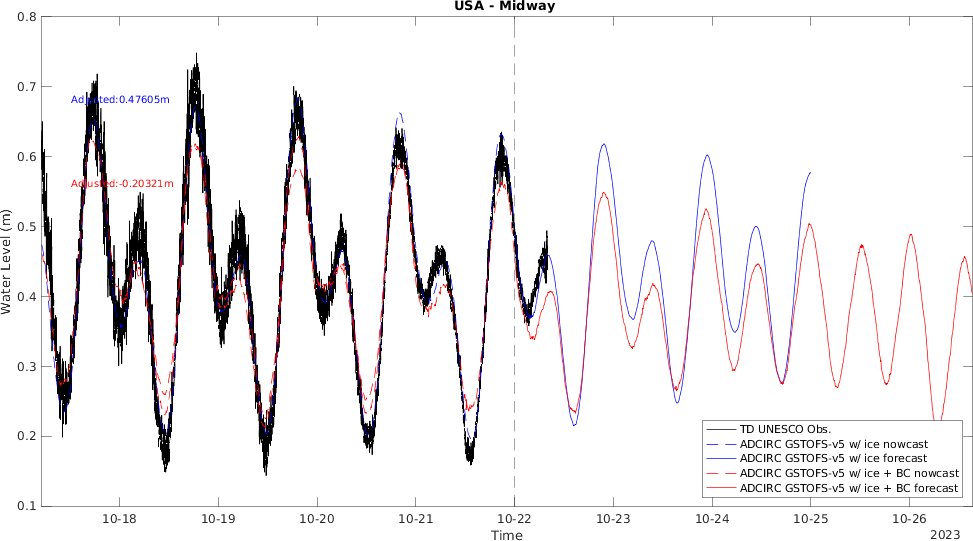 USA - Midway
0.8
0.7
0.6
0.5
0.4
0.3
0.2
0.1
Water Level (m)
Adjusted:0.47605m
Adjusted:-0.20321m
TD UNESCO Obs.
ADCIRC GSTOFS-v5 w/ ice nowcast
ADCIRC GSTOFS-v5 w/ ice forecast
ADCIRC GSTOFS-v5 w/ ice + BC nowcast
ADCIRC GSTOFS-v5 w/ ice + BC forecast
10-18 10-19 10-20 10-21 10-22 10-23 10-24 10-25 10-26
Time
2023